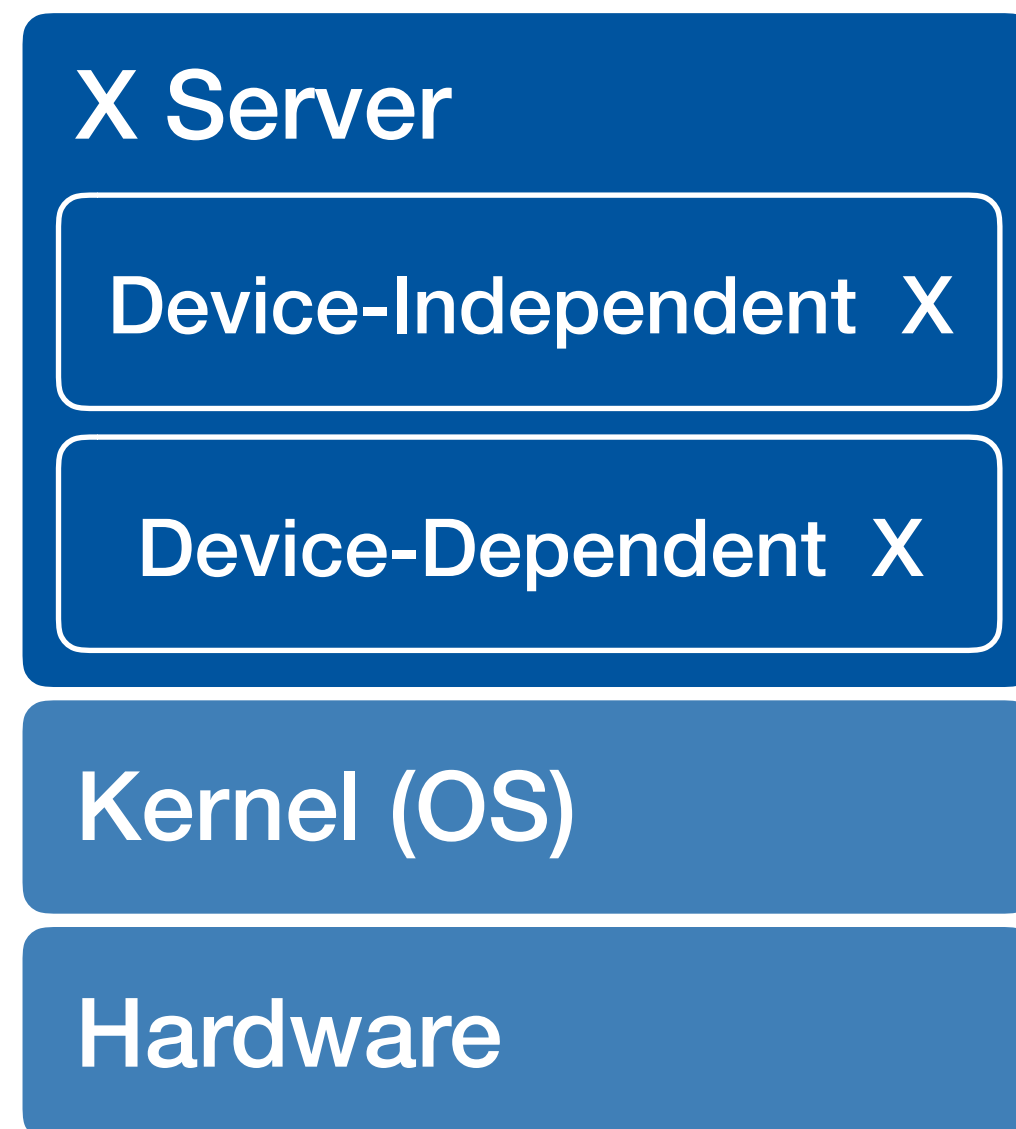 X Server
Device-Independent X
Device-Dependent X
Kernel (OS)
Hardware